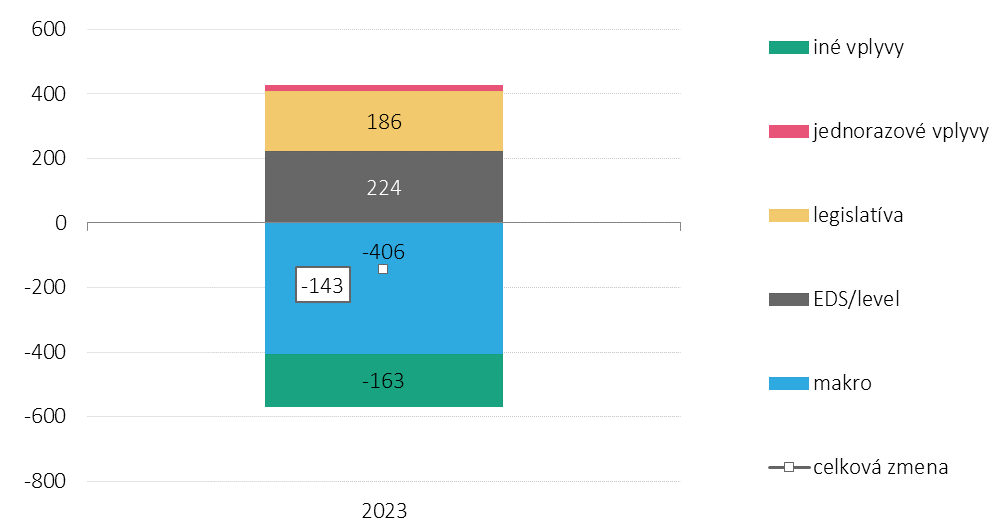 600
400
200
0
-200
-400
-600
-800
186
224
-406
-143
-163
2023
iné vplyvy
jednorazové vplyvy
legislatíva
EDS/level
makro
celková zmena